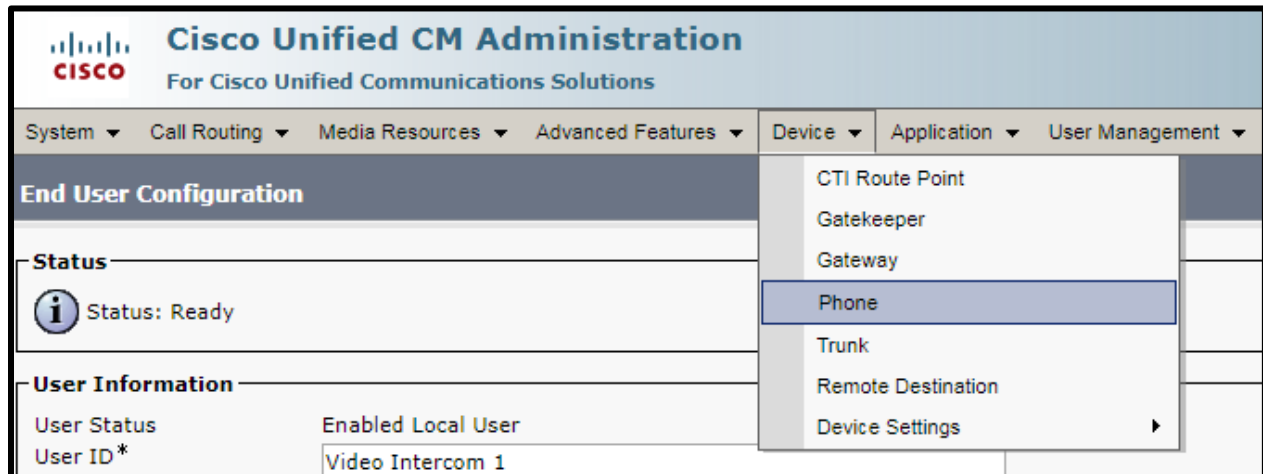 CISCO
Cisco Unified CM Administration
For Cisco Unified Communications Solutions
System Call Routing Media Resources Advanced Features Device Application User Management
End User Configuration
CTI Route Point
Gatekeeper
Gateway
Phone
Trunk
Remote Destination
Device Settings
Status
Status: Ready
User Information
User Status Enabled Local User
User ID* Video Intercom 1